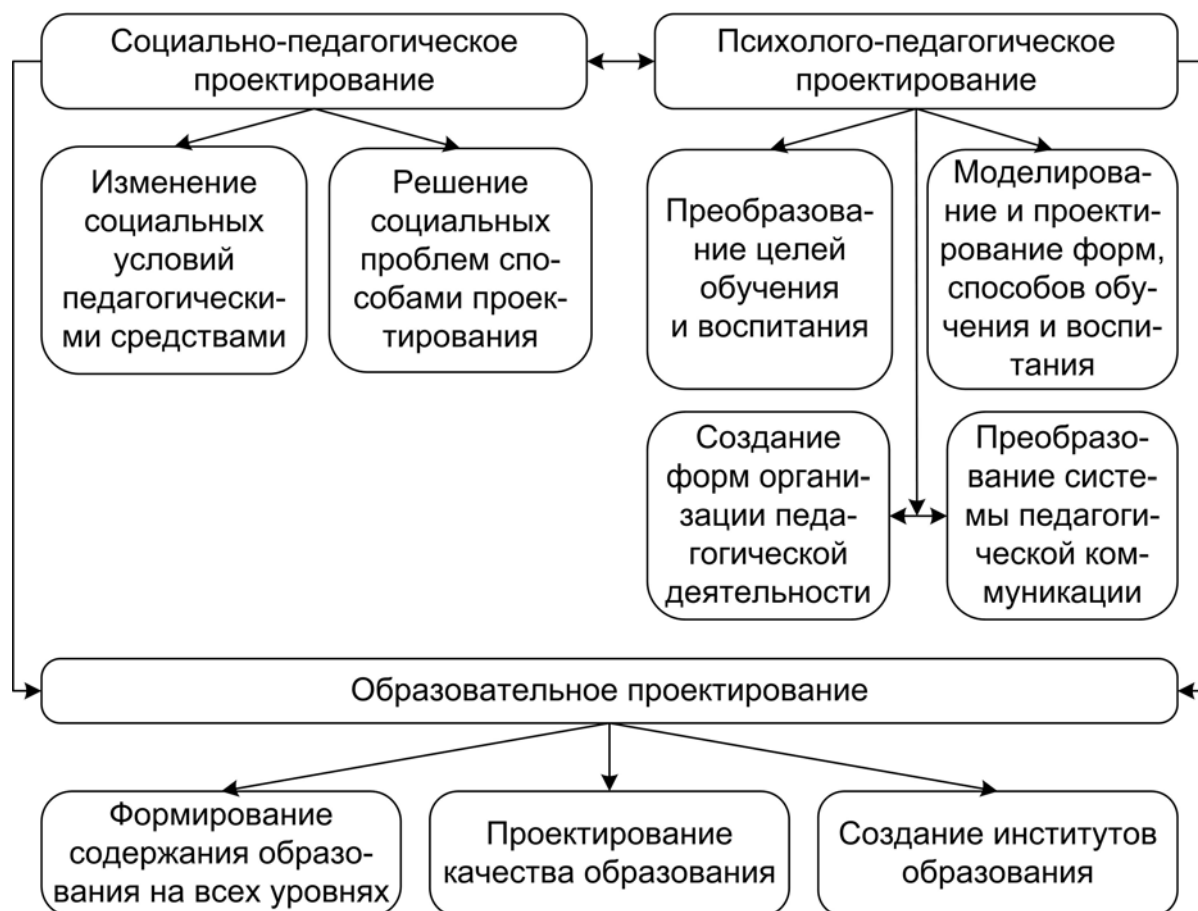 Социально-педагогическое
проектирование
Психолого-педагогическое
проектирование
Изменение
социальных
условий
педагогически-
ми средствами
Решение
социальных
проблем спо-
собами проек-
тирования
Преобразова-
ние целей
обучения
и воспитания
Моделирова-
ние и проекти-
рование форм,
способов обу-
чения и воспи-
тания
Создание
форм органи-
зации педа-
гогической
деятельности
Преобразо-
вание систе-
мы педагоги-
ческой ком-
муникации
Образовательное проектирование
Формирование
содержания образо-
вания на всех уровнях
Проектирование
качества образования
Создание институтов
образования